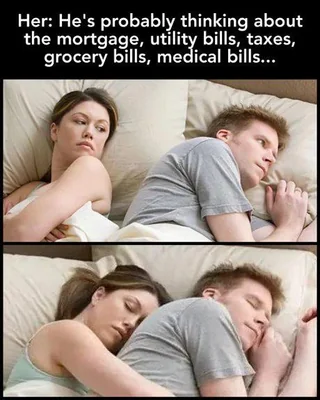 Her: He's probably thinking about
the mortgage, utility bills, taxes,
grocery bills, medical bills...